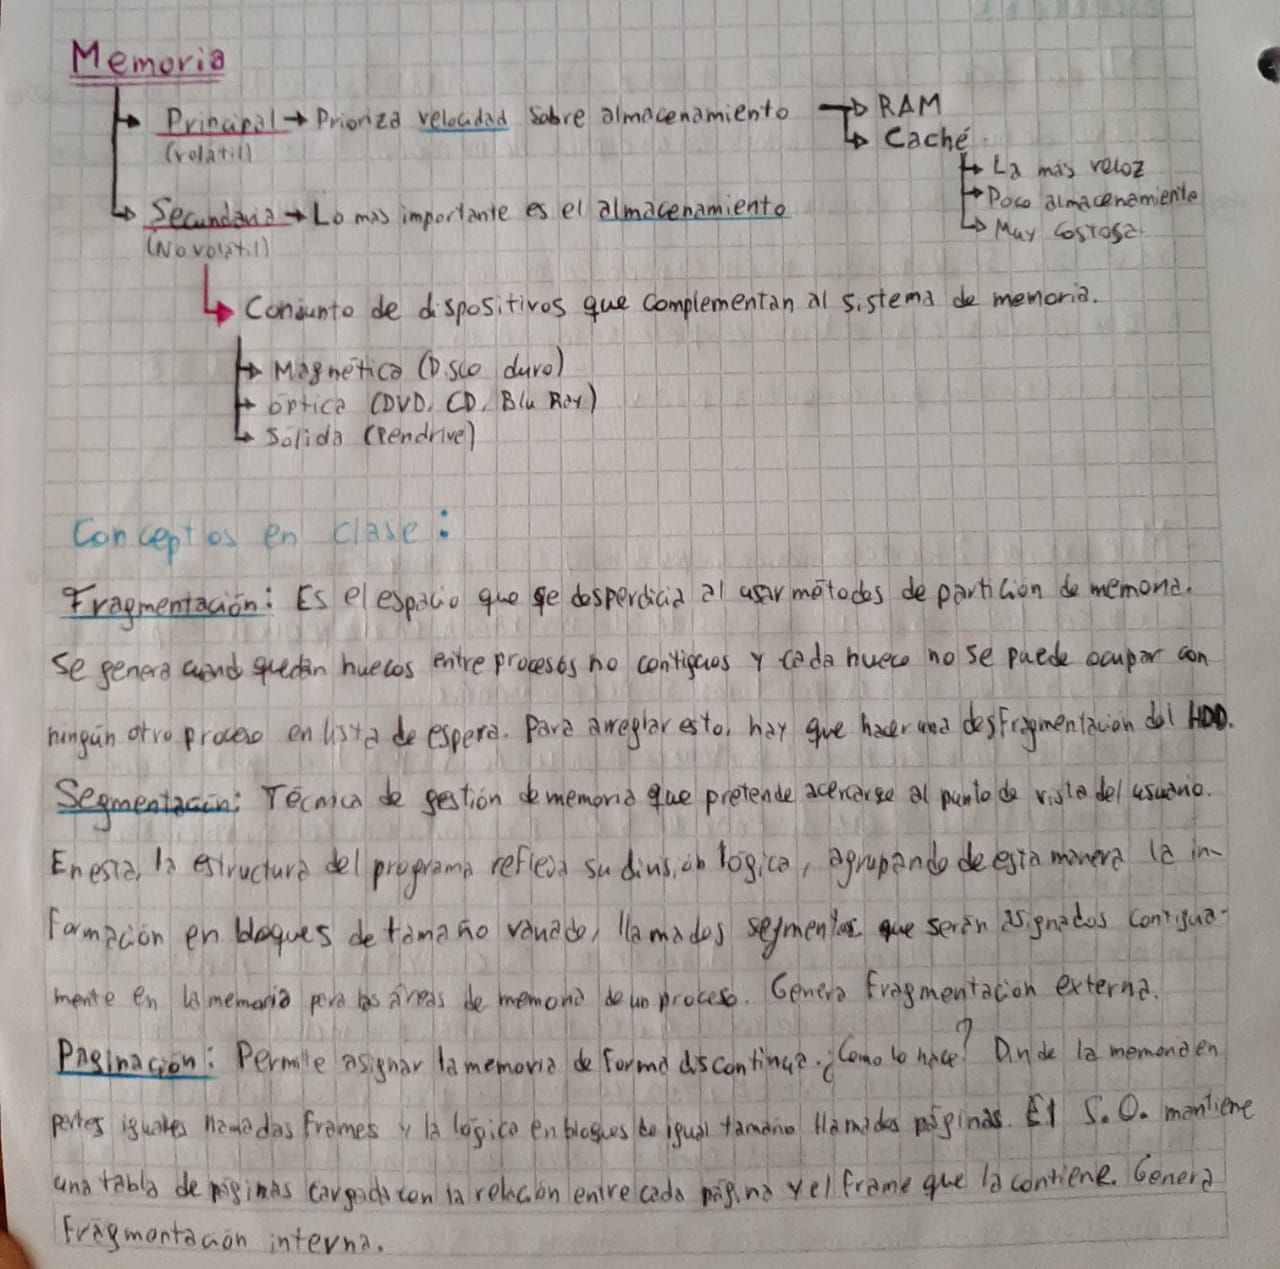 Memoria
Principal → Prioriza velocidad sobre almacenamiento → RAM
(volátil) → Caché
→ La más veloz
→ Poco almacenamiento
→ Muy costosa.
Secundaria → Lo mas importante es el almacenamiento
(No volátil)
→ Conjunto de dispositivos que complementan al sistema de memoria.
→ Magnética (Disco duro)
→ óptica (DVD, CD, Blu Ray)
→ Sólida (Pendrive)
Conceptos en clase:
Fragmentación: Es el espacio que se desperdicia al usar métodos de partición de memoria.
Se genera cuando quedan huecos entre procesos no contiguos y cada hueco no se puede ocupar con
ningún otro proceso en lista de espera. Para arreglar esto, hay que hacer una desfragmentación del HDD.
Segmentación: Técnica de gestión de memoria que pretende acercarse al punto de vista del usuario.
En esta, la estructura del programa refleja su división lógica, agrupando de esta manera la in-
formación en bloques de tamaño variado, llamados segmentos que serán asignados contigua-
mente en la memoria para las áreas de memoria de un proceso. Genera fragmentación externa.
Paginación: Permite asignar la memoria de forma discontinua. ¿Como lo hace? Divide la memoria en
partes iguales llamadas frames y la lógica en bloques de igual tamaño llamados páginas. El S.O. mantiene
una tabla de páginas cargada con la relación entre cada página y el frame que la contiene. Genera
fragmentación interna.